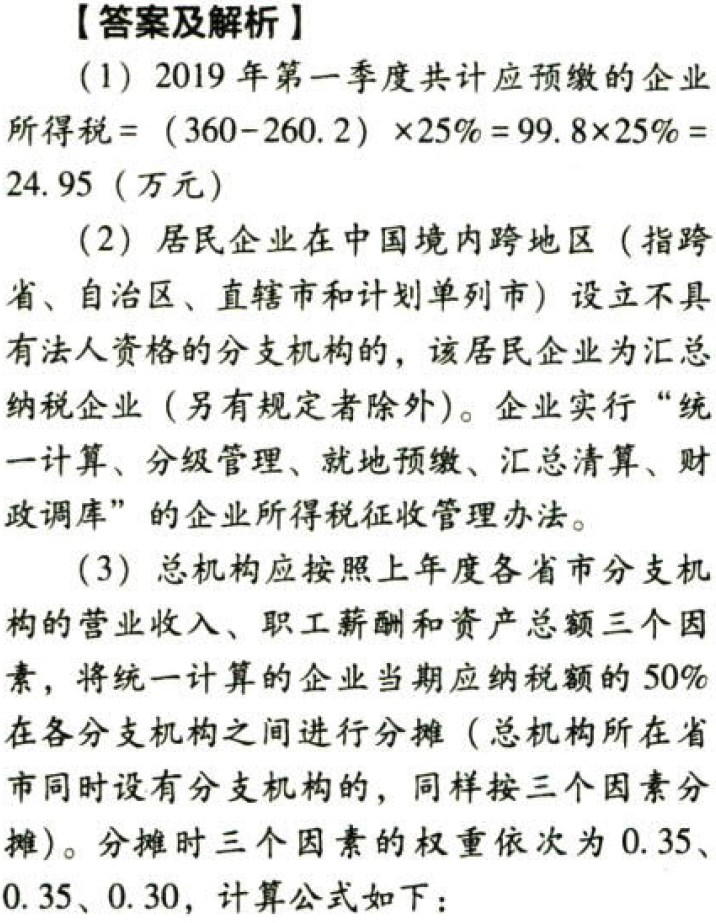 【答案及解析】
（1）2019 年第一季度共计应预缴的企业
所得税=（360-260.2）×25%=99.8×25%=
24.95（万元）
（2）居民企业在中国境内跨地区（指跨
省、自治区、直辖市和计划单列市）设立不具
有法人资格的分支机构的，该居民企业为汇总
纳税企业（另有规定者除外）。企业实行“统
一计算、分级管理、就地预缴、汇总清算、财
政调库”的企业所得税征收管理办法。
（3）总机构应按照上年度各省市分支机
构的营业收入、职工薪酬和资产总额三个因
素，将统一计算的企业当期应纳税额的 50%
在各分支机构之间进行分摊（总机构所在省
市同时设有分支机构的，同样按三个因素分
摊）。分摊时三个因素的权重依次为 0.35、
0.35、0.30，计算公式如下：